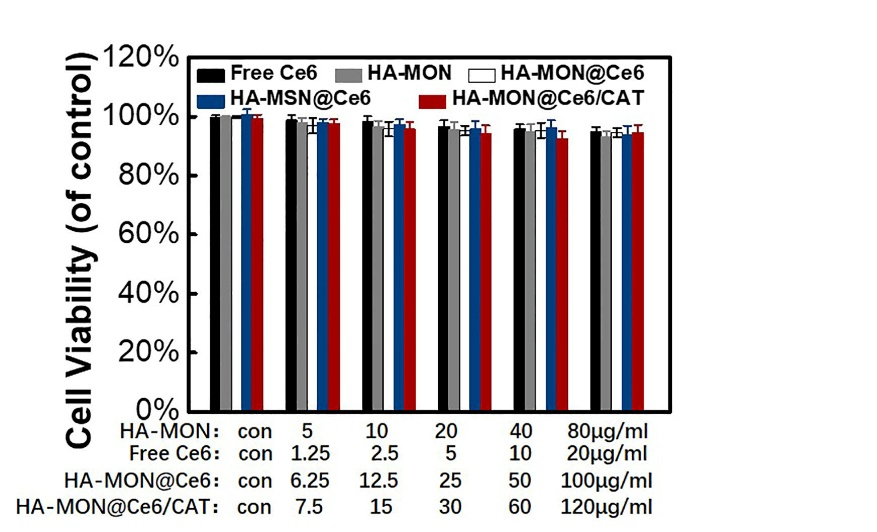 Cell Viability (of control)
120%
100%
80%
60%
40%
20%
0%
Free Ce6 HA-MON HA-MON@Ce6
HA-MSN@Ce6 HA-MON@Ce6/CAT
HA-MON: con 5 10 20 40 80μg/ml
Free Ce6: con 1.25 2.5 5 10 20μg/ml
HA-MON@Ce6: con 6.25 12.5 25 50 100μg/ml
HA-MON@Ce6/CAT: con 7.5 15 30 60 120μg/ml